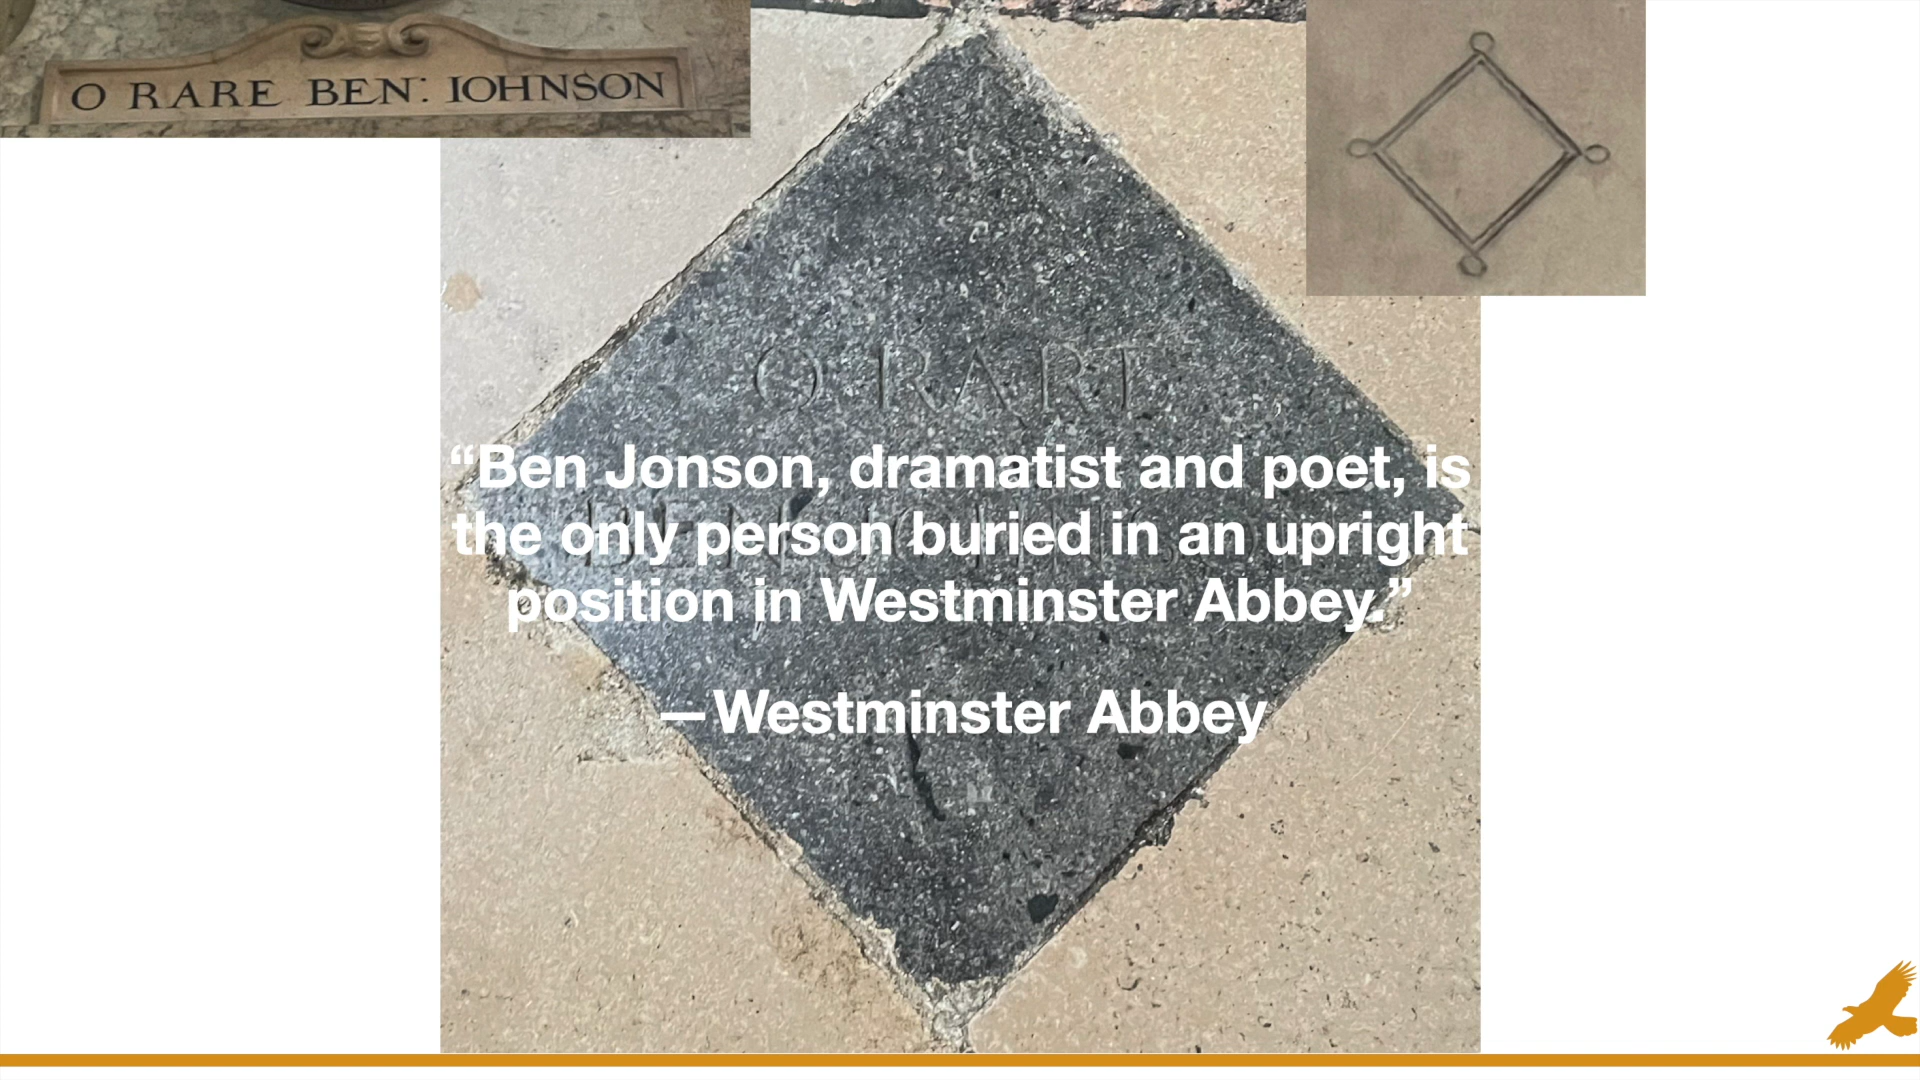 O RARE BEN: IOHNSON
O RARE
“Ben Jonson, dramatist and poet, is
the only person buried in an upright
position in Westminster Abbey.”
—Westminster Abbey